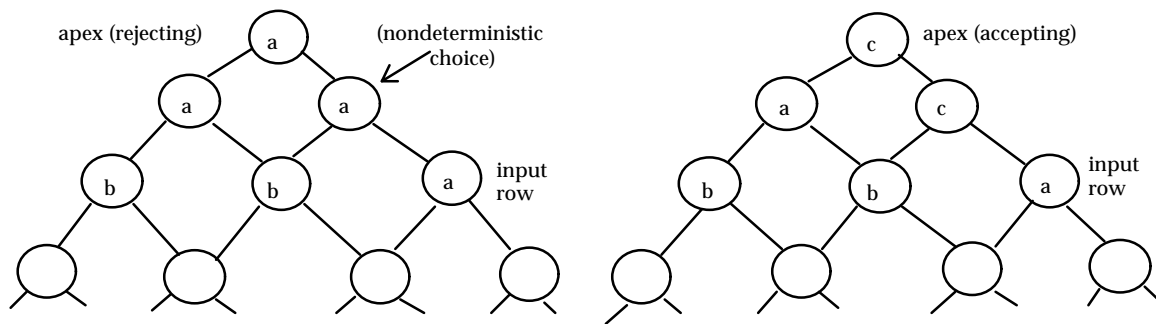 apex (rejecting)
a
(nondeterministic
choice)
a
a
b
b
a
input
row
c
apex (accepting)
a
c
b
b
a
input
row